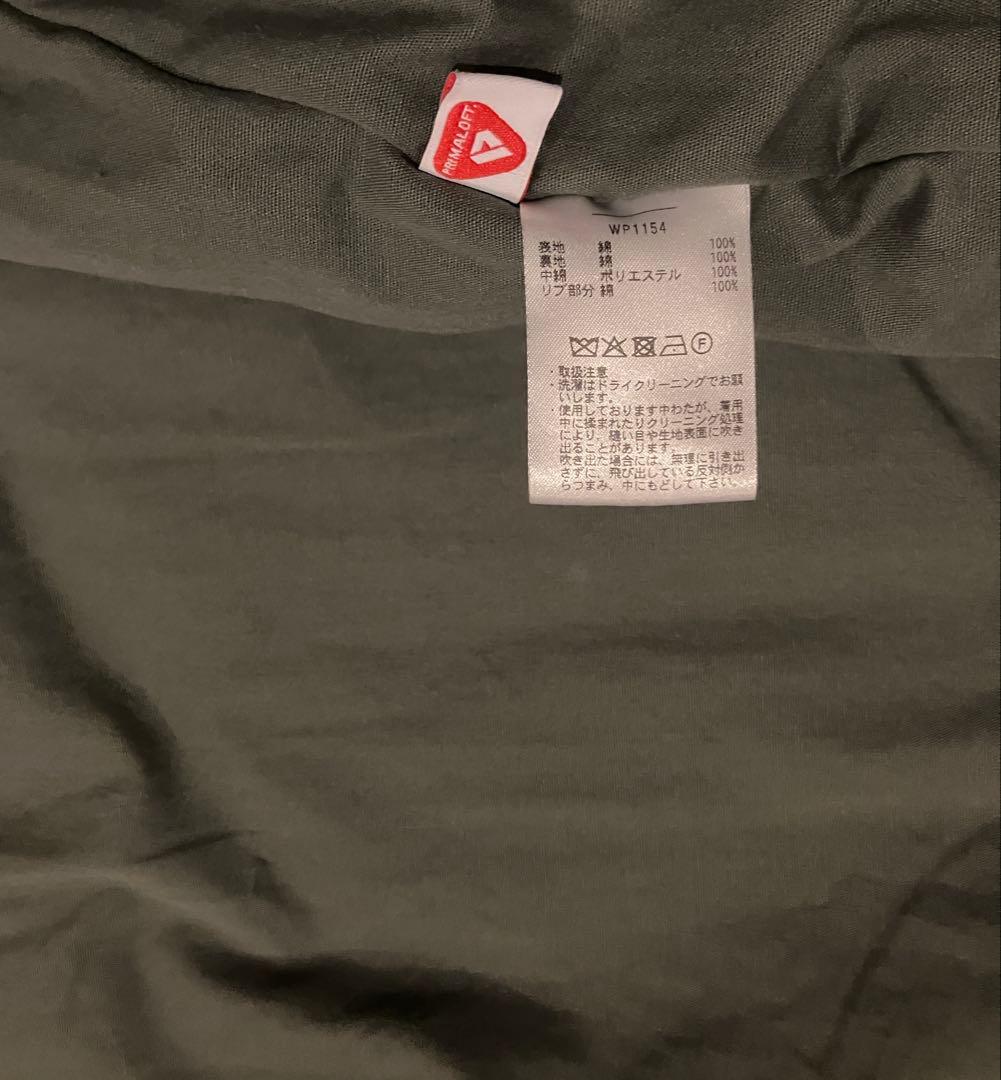 PRIMALOFT
WP1154
表地 綿 100%
裏地 綿 100%
中綿 ポリエステル 100%
リブ部分 綿 100%
F
・取扱注意
・洗濯はドライクリーニングでお願
いします。
・使用しております中わたが、着用
中に揉まれたりクリーニング処理
により、縫い目や生地表面に吹き
出ることがあります。
吹き出た場合には、無理に引き出
さずに、飛び出している反対側か
らつまみ、中にもどして下さい。